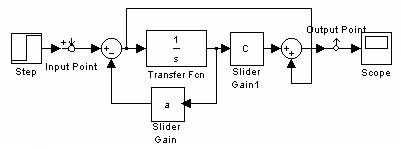 Output Point
+
+
−
1
s
C
+
+
Step
Input Point
Transfer Fcn
Slider
Gain1
Scope
a
Slider
Gain